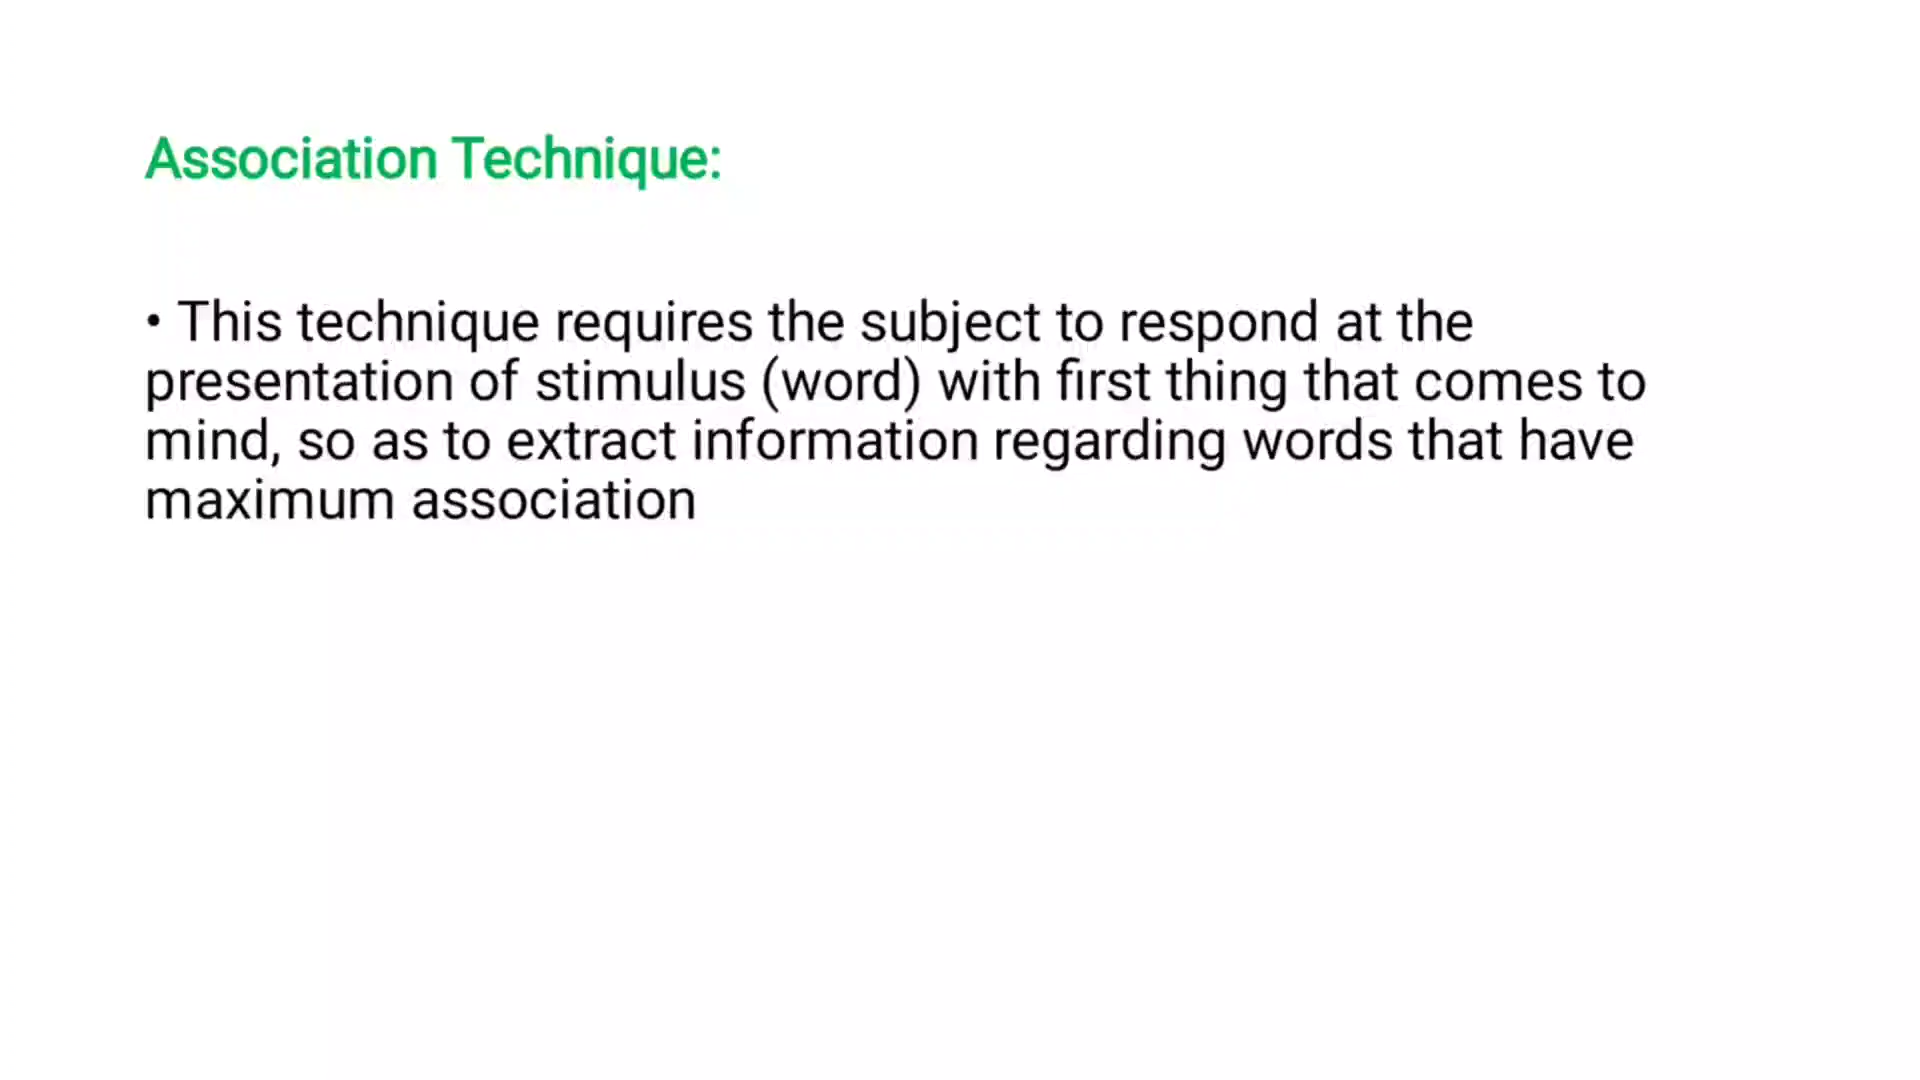 Association Technique:
• This technique requires the subject to respond at the
presentation of stimulus (word) with first thing that comes to
mind, so as to extract information regarding words that have
maximum association